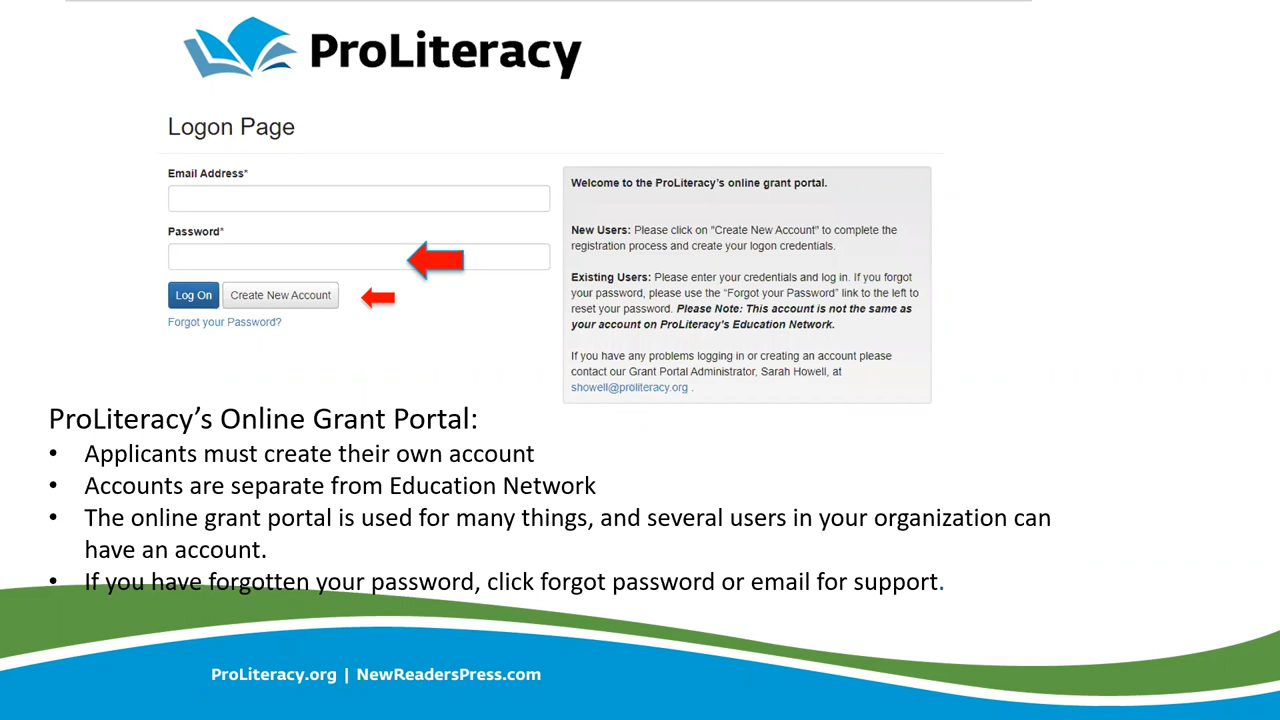 ProLiteracy
Logon Page
Email Address*
Password*
Log On
Create New Account
Forgot your Password?
Welcome to the ProLiteracy's online grant portal.
New Users: Please click on "Create New Account" to complete the
registration process and create your logon credentials.
Existing Users: Please enter your credentials and log in. If you forgot
your password, please use the “Forgot your Password” link to the left to
reset your password. Please Note: This account is not the same as
your account on ProLiteracy's Education Network.
If you have any problems logging in or creating an account please
contact our Grant Portal Administrator, Sarah Howell, at
showell@proliteracy.org .
ProLiteracy’s Online Grant Portal:
• Applicants must create their own account
• Accounts are separate from Education Network
• The online grant portal is used for many things, and several users in your organization can
have an account.
• If you have forgotten your password, click forgot password or email for support.
ProLiteracy.org | NewReadersPress.com